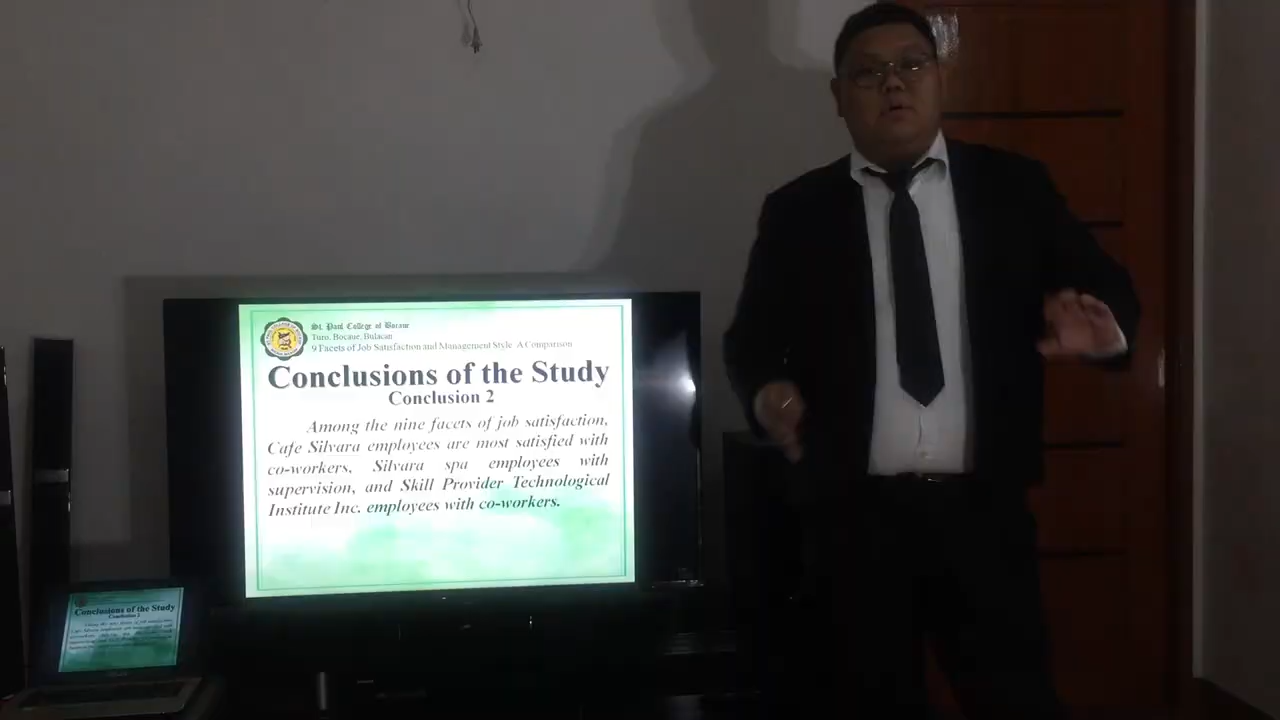 St. Paul College of Bocaue
Turo, Bocaue, Bulacan
9 Facets of Job Satisfaction and Management Style A Comparison
Conclusions of the Study
Conclusion 2
Among the nine facets of job satisfaction,
Cafe Silvara employees are most satisfied with
co-workers, Silvara spa employees with
supervision, and Skill Provider Technological
Institute Inc. employees with co-workers.
Conclusions of the Study
Conclusion 2